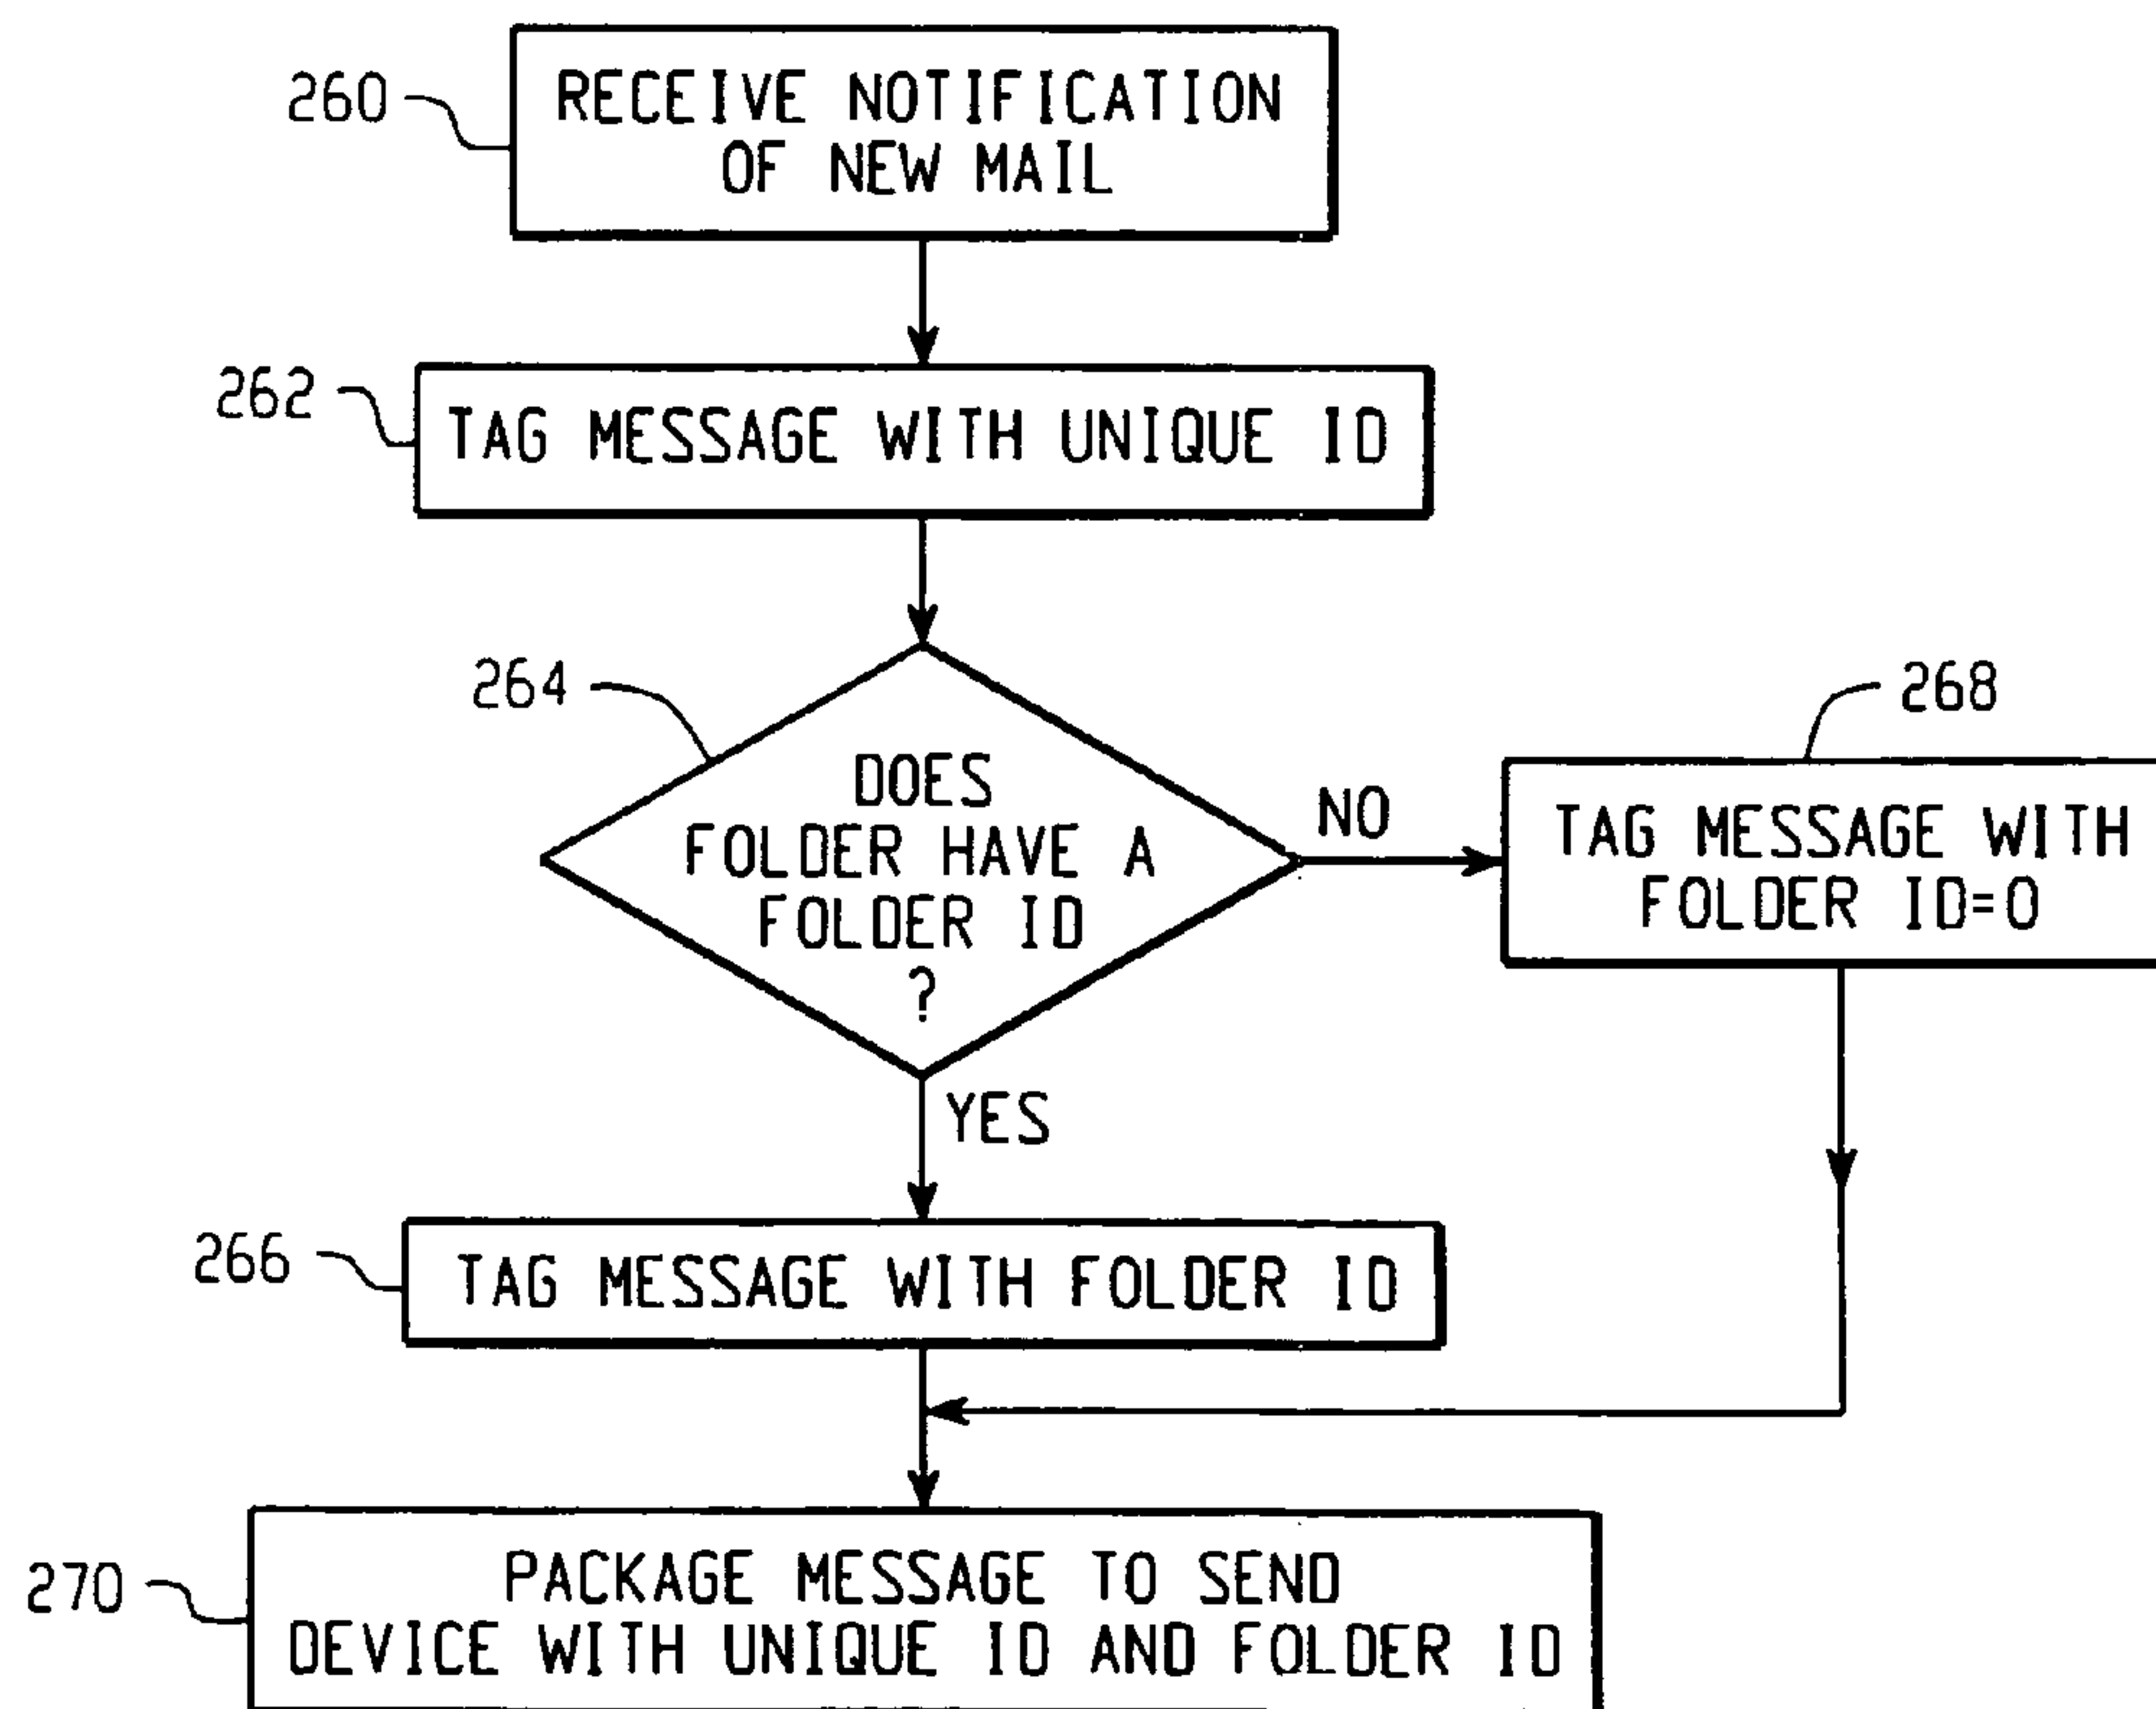 260
RECEIVE NOTIFICATION
OF NEW MAIL
262
TAG MESSAGE WITH UNIQUE ID
264
DOES
FOLDER HAVE A
FOLDER ID
?
NO
268
TAG MESSAGE WITH
FOLDER ID=0
YES
266
TAG MESSAGE WITH FOLDER ID
270
PACKAGE MESSAGE TO SEND
DEVICE WITH UNIQUE ID AND FOLDER ID